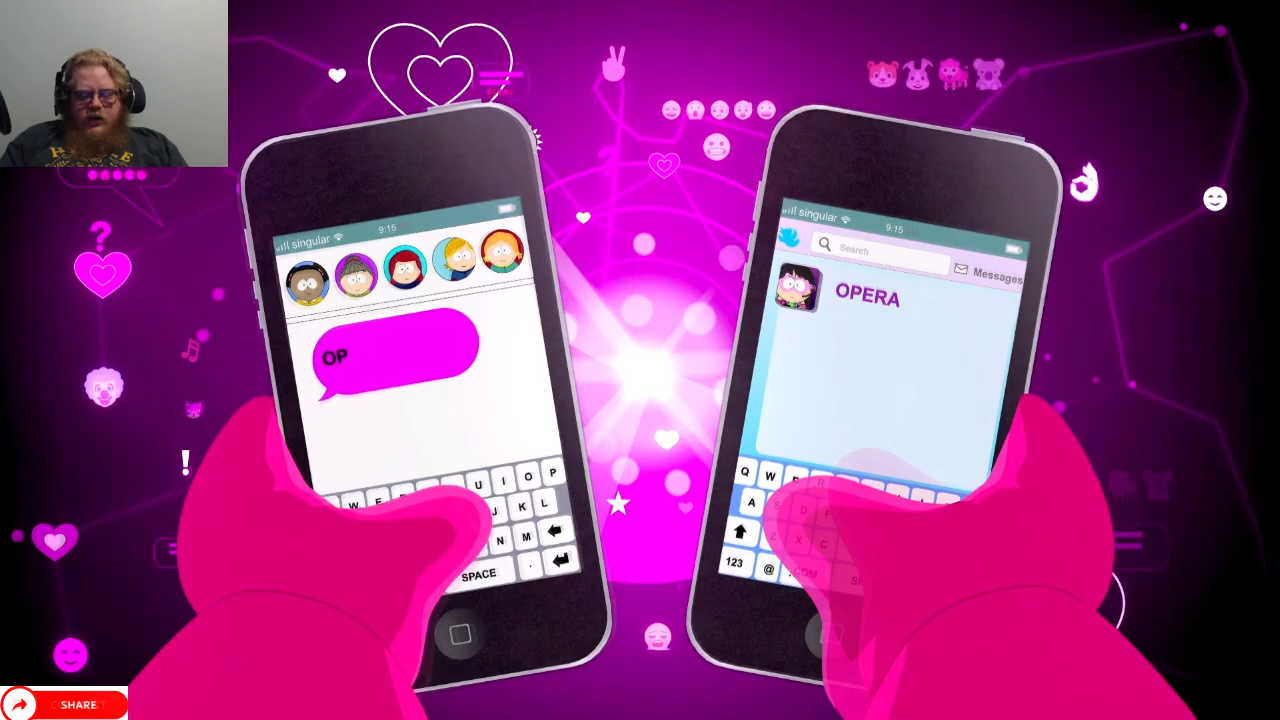 singular
9:15
OP
W
U I O P
J K L
N M
SPACE .
singular
9:15
Search
Messages
OPERA
Q W E R
A S D F
Z X C
123 @ .COM
SHARE